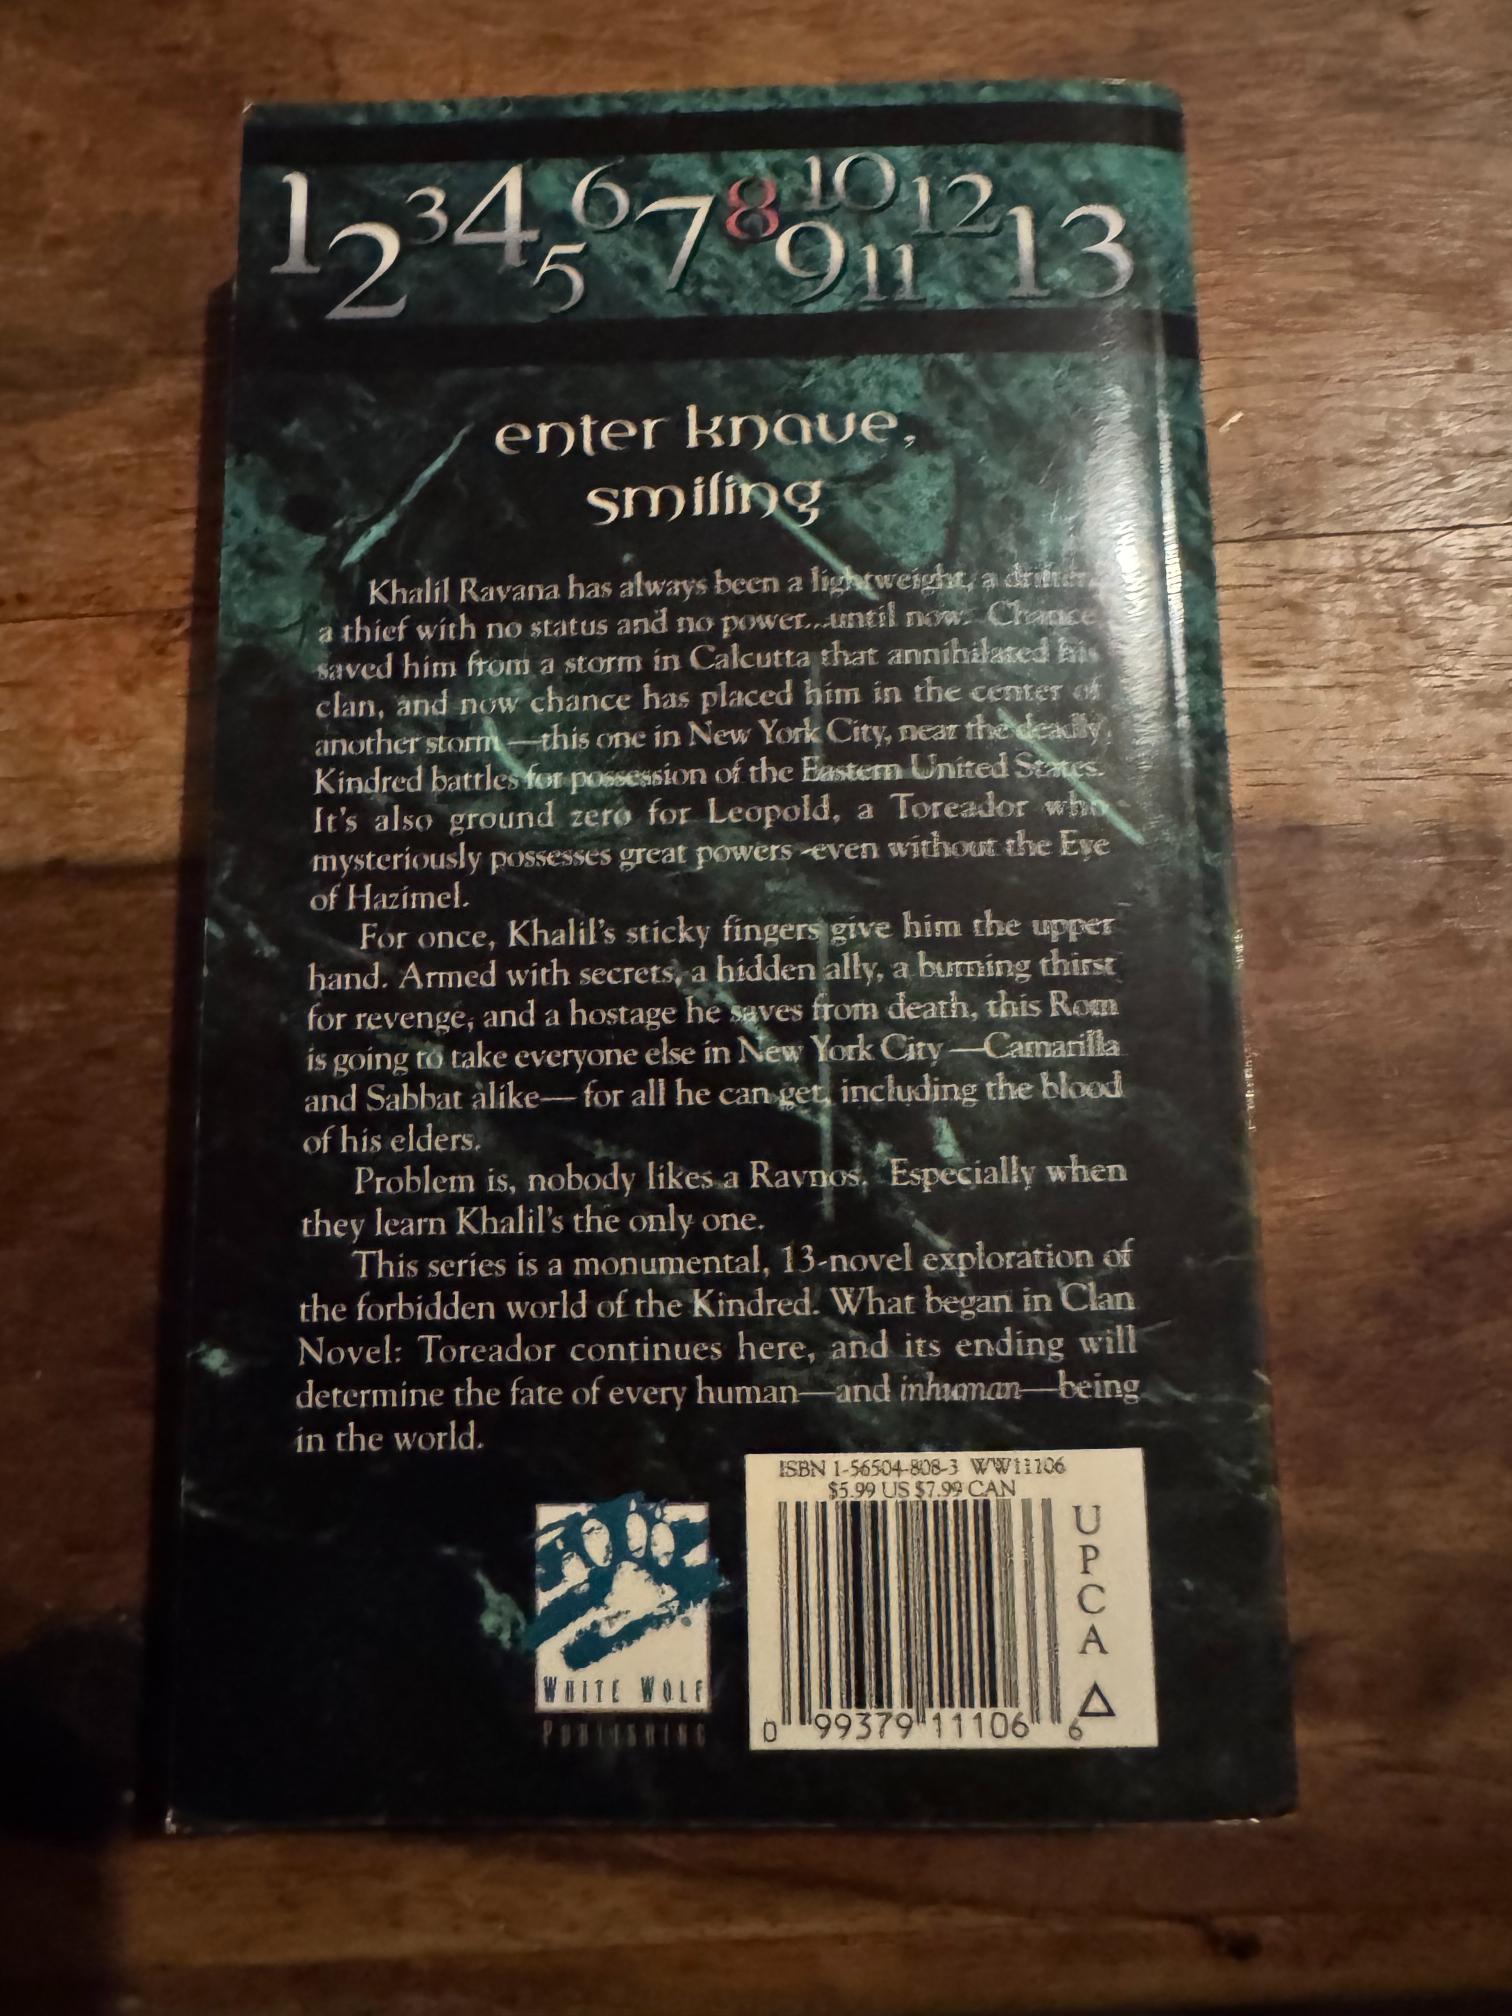 1 2 3 4 5 6 7 8 9 10 11 12 13
enter knave,
smiling
Khalil Ravana has always been a lightweight, a drifter,
a thief with no status and no power...until now. Chance
saved him from a storm in Calcutta that annihilated his
clan, and now chance has placed him in the center of
another storm—this one in New York City, near the deadly
Kindred battles for possession of the Eastern United States.
It's also ground zero for Leopold, a Toreador who
mysteriously possesses great powers-even without the Eye
of Hazimel.
For once, Khalil's sticky fingers give him the upper
hand. Armed with secrets, a hidden ally, a burning thirst
for revenge, and a hostage he saves from death, this Rom
is going to take everyone else in New York City—Camarilla
and Sabbat alike— for all he can get, including the blood
of his elders.
Problem is, nobody likes a Ravnos. Especially when
they learn Khalil's the only one.
This series is a monumental, 13-novel exploration of
the forbidden world of the Kindred. What began in Clan
Novel: Toreador continues here, and its ending will
determine the fate of every human—and inhuman—being
in the world.
ISBN 1-56504-808-3 WW11106
$5.99 US $7.99 CAN
UPCA
0 99379 11106 6
WHITE WOLF
PUBLISHING